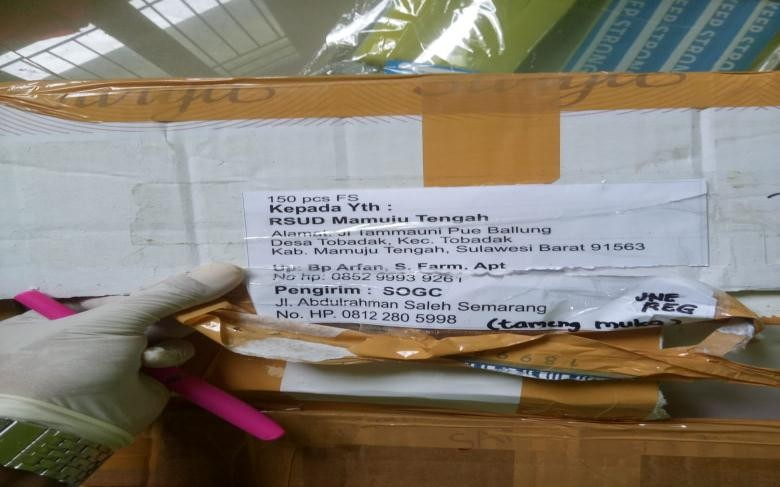 150 pcs FS
Kepada Yth :
RSUD Mamuju Tengah
Alamat: Jl Tammauni Pue Ballung
Desa Tobadak, Kec. Tobadak
Kab. Mamuju Tengah, Sulawesi Barat 91563
Up: Bp Arfan, S. Farm. Apt
No hp: 0852 9993 9261
Pengirim : SOGC
Jl. Abdulrahman Saleh Semarang
No. HP. 0812 280 5998
JNE
REG
(tameng muka)